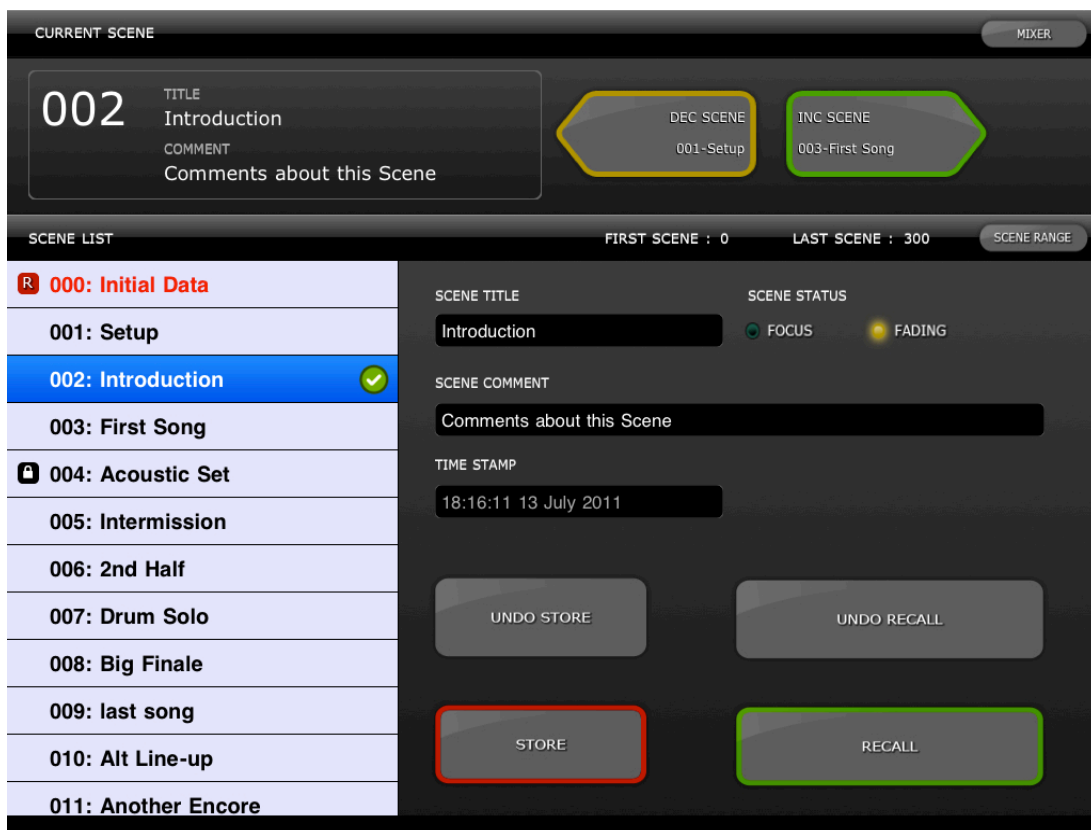 CURRENT SCENE
MIXER
002
TITLE
Introduction
COMMENT
Comments about this Scene
DEC SCENE
001-Setup
INC SCENE
003-First Song
SCENE LIST
FIRST SCENE : 0
LAST SCENE : 300
SCENE RANGE
R 000: Initial Data
001: Setup
002: Introduction
003: First Song
004: Acoustic Set
005: Intermission
006: 2nd Half
007: Drum Solo
008: Big Finale
009: last song
010: Alt Line-up
011: Another Encore
SCENE TITLE
Introduction
SCENE STATUS
FOCUS
FADING
SCENE COMMENT
Comments about this Scene
TIME STAMP
18:16:11 13 July 2011
UNDO STORE
UNDO RECALL
STORE
RECALL